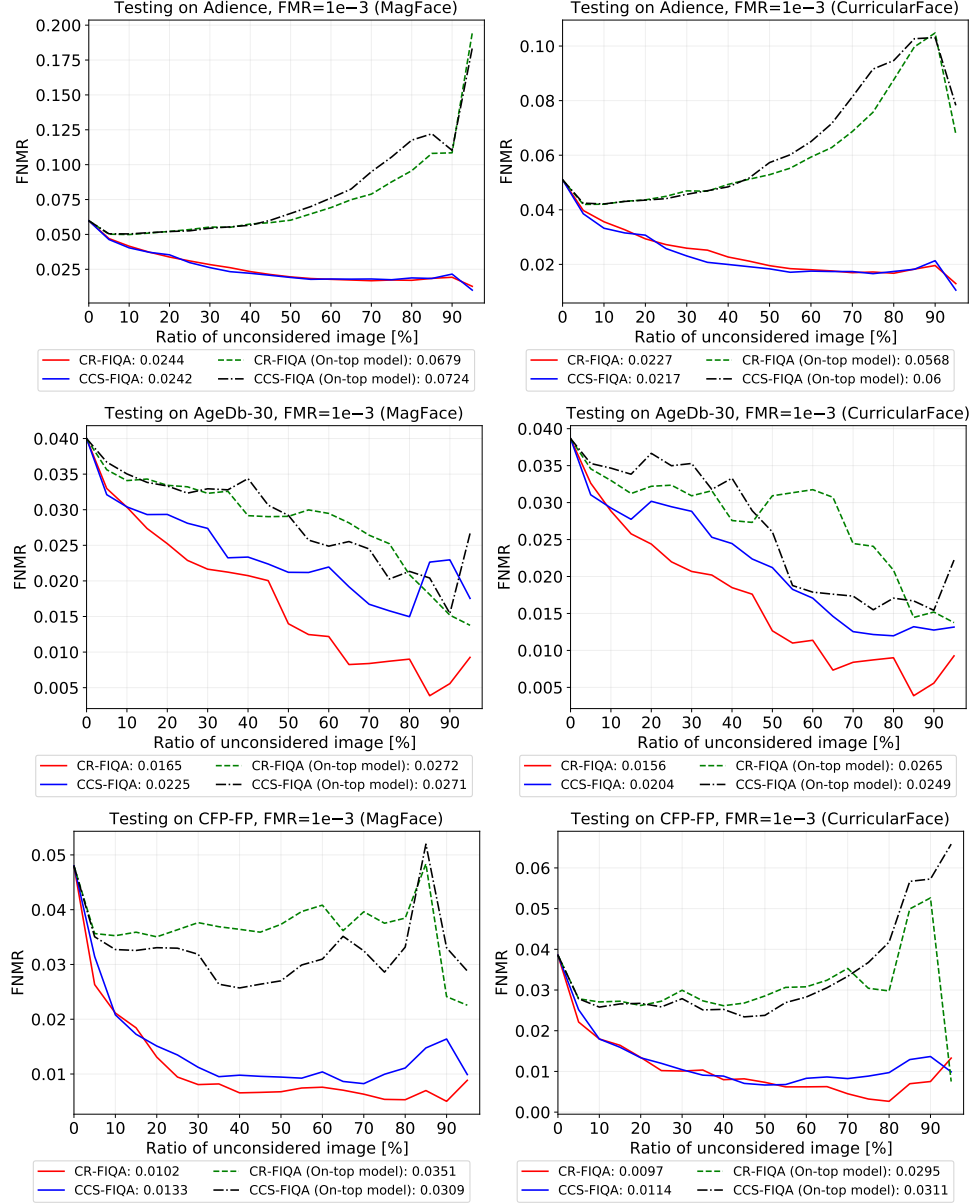 Testing on Adience, FMR=1e−3 (MagFace)
FNMR
0.200
0.175
0.150
0.125
0.100
0.075
0.050
0.025
0 10 20 30 40 50 60 70 80 90
Ratio of unconsidered image [%]
CR-FIQA: 0.0244 CR-FIQA (On-top model): 0.0679
CCS-FIQA: 0.0242 CCS-FIQA (On-top model): 0.0724
Testing on Adience, FMR=1e−3 (CurricularFace)
FNMR
0.10
0.08
0.06
0.04
0.02
0 10 20 30 40 50 60 70 80 90
Ratio of unconsidered image [%]
CR-FIQA: 0.0227 CR-FIQA (On-top model): 0.0568
CCS-FIQA: 0.0217 CCS-FIQA (On-top model): 0.06
Testing on AgeDb-30, FMR=1e−3 (MagFace)
FNMR
0.040
0.035
0.030
0.025
0.020
0.015
0.010
0.005
0 10 20 30 40 50 60 70 80 90
Ratio of unconsidered image [%]
CR-FIQA: 0.0165 CR-FIQA (On-top model): 0.0272
CCS-FIQA: 0.0225 CCS-FIQA (On-top model): 0.0271
Testing on AgeDb-30, FMR=1e−3 (CurricularFace)
FNMR
0.040
0.035
0.030
0.025
0.020
0.015
0.010
0.005
0 10 20 30 40 50 60 70 80 90
Ratio of unconsidered image [%]
CR-FIQA: 0.0156 CR-FIQA (On-top model): 0.0265
CCS-FIQA: 0.0204 CCS-FIQA (On-top model): 0.0249
Testing on CFP-FP, FMR=1e−3 (MagFace)
FNMR
0.05
0.04
0.03
0.02
0.01
0 10 20 30 40 50 60 70 80 90
Ratio of unconsidered image [%]
CR-FIQA: 0.0102 CR-FIQA (On-top model): 0.0351
CCS-FIQA: 0.0133 CCS-FIQA (On-top model): 0.0309
Testing on CFP-FP, FMR=1e−3 (CurricularFace)
FNMR
0.06
0.05
0.04
0.03
0.02
0.01
0.00
0 10 20 30 40 50 60 70 80 90
Ratio of unconsidered image [%]
CR-FIQA: 0.0097 CR-FIQA (On-top model): 0.0295
CCS-FIQA: 0.0114 CCS-FIQA (On-top model): 0.0311